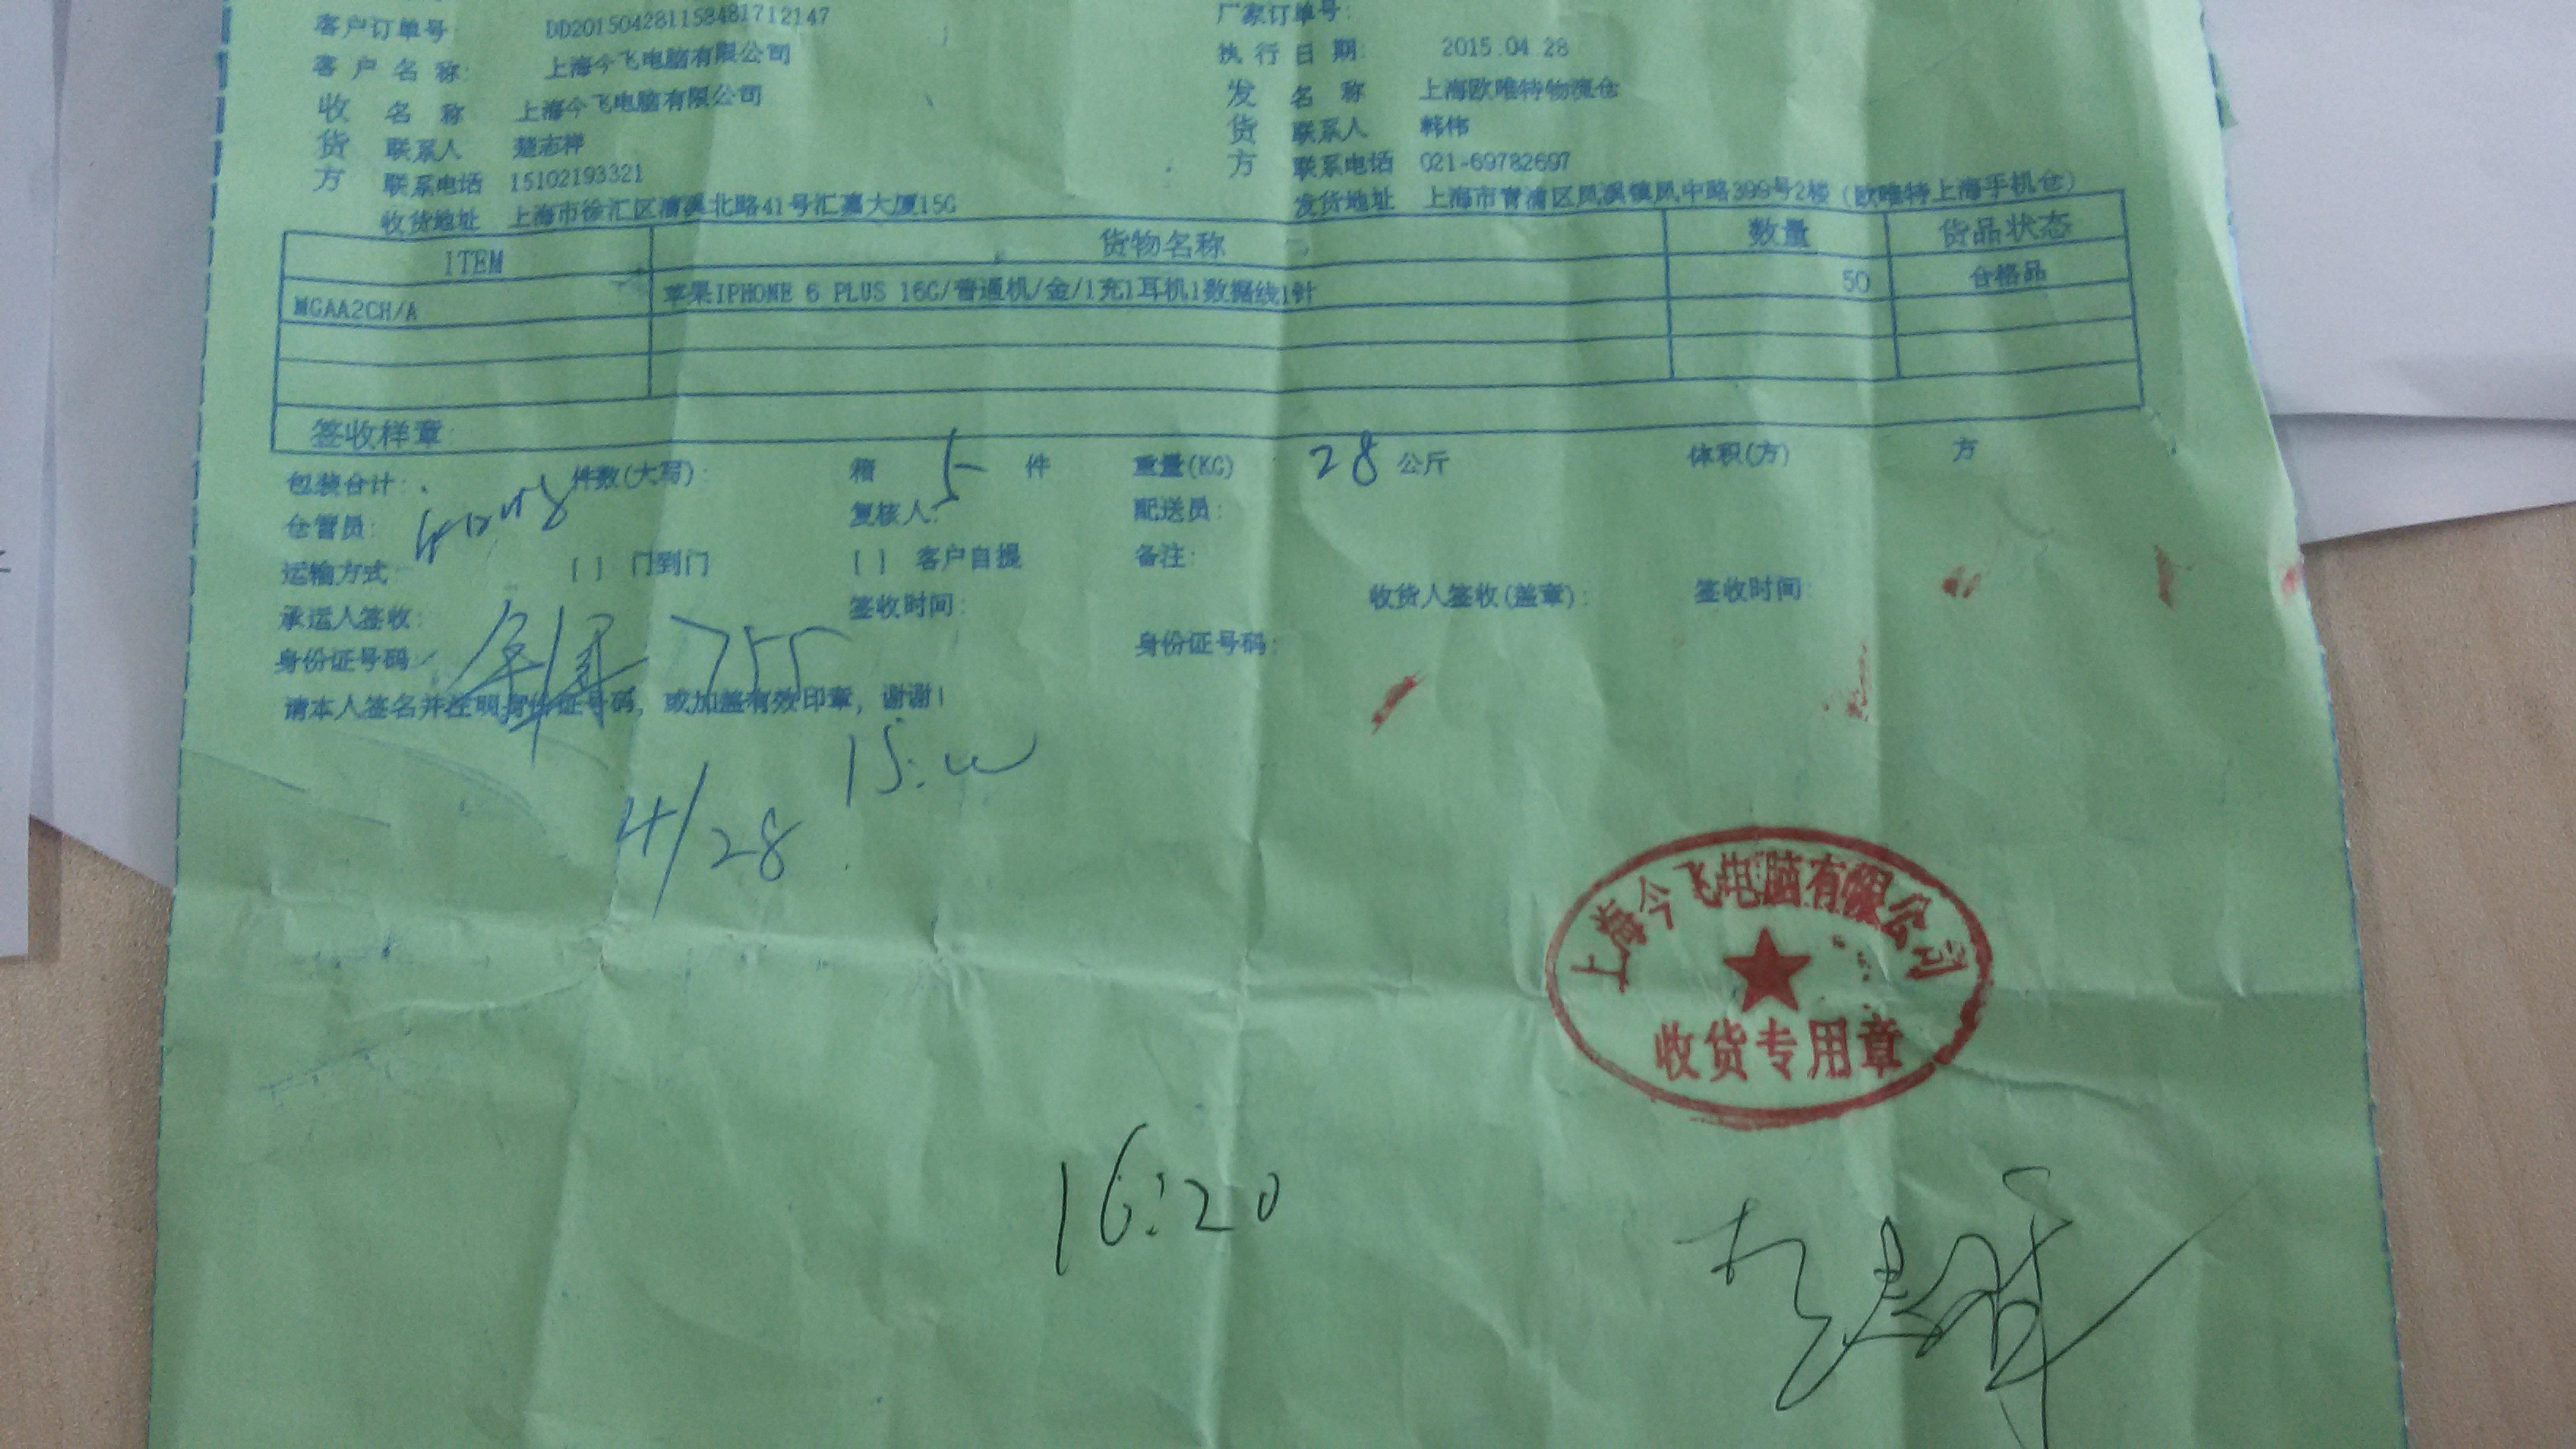 客户订单号 DD20150428115848171​2147 厂家订单号:
客户名称: 上海今飞电脑有限公司 执行日期: 2015.04.28
收 名 称 上海今飞电脑有限公司 发 名 称 上海欧唯特物流仓
货 联系人 楚志祥 货 联系人 韩伟
方 联系电话 15102193321 方 联系电话 021-69782697
收货地址 上海市徐汇区漕溪北路41号汇嘉大厦15G 发货地址 上海市青浦区凤溪镇凤中路399号2楼(欧唯特上海手机仓)
ITEM 货物名称 数量 货品状态
MGAA2CH/A 苹果IPHONE 6 PLUS 16G/普通机/金/1充1耳机1数据线1针 50 合格品
签收样章
包装合计: 件数(大写): 箱 5 件 重量(KG) 28 公斤 体积(方) 方
仓管员: 复核人: 配送员:
运输方式 [ ] 门到门 [ ] 客户自提 备注:
承运人签收: 签收时间: 收货人签收(盖章): 签收时间:
身份证号码: 755 身份证号码:
请本人签名并注明身份证号码, 或加盖有效印章, 谢谢!
4/28
上海今飞电脑有限公司
收货专用章
16:20